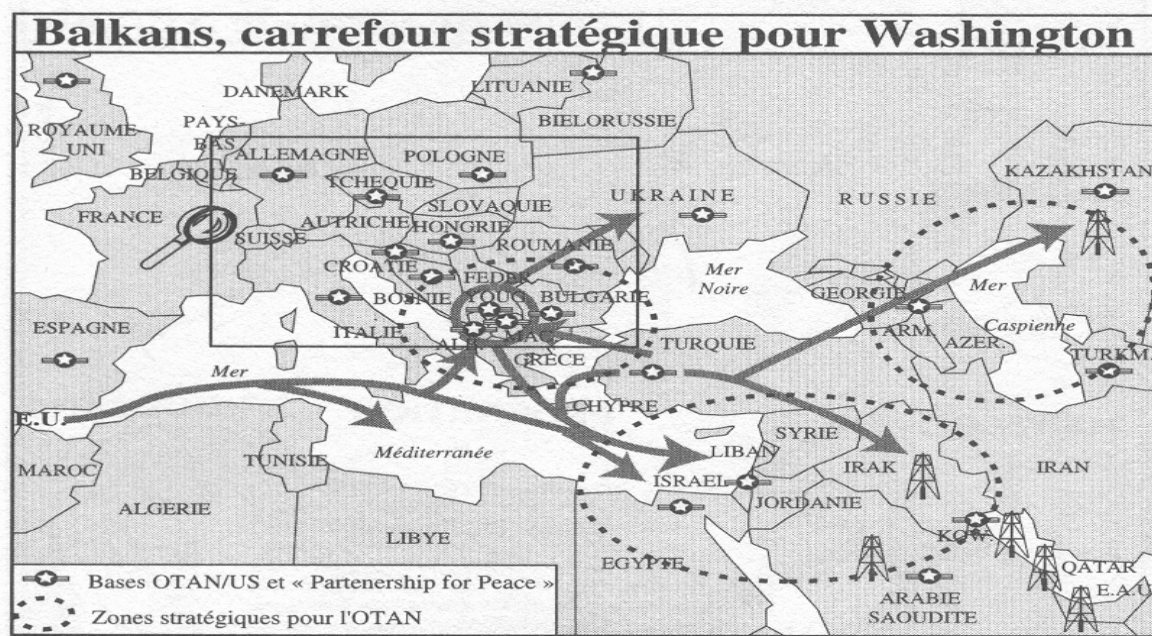 Balkans, carrefour stratégique pour Washington
DANEMARK
LITUANIE
ROYAUME-
UNI
PAYS-
BAS
BIELORUSSIE
BELGIQUE
ALLEMAGNE
POLOGNE
KAZAKHSTAN
TCHEQUIE
FRANCE
SLOVAQUIE
UKRAINE
RUSSIE
AUTRICHE
HONGRIE
SUISSE
ROUMANIE
CROATIE
FEDER.
YOUG.
Mer
Noire
BOSNIE
BULGARIE
GEORGIE
Mer
Caspienne
ESPAGNE
ITALIE
ALB.
MAC.
ARM.
AZER.
GRÈCE
TURQUIE
TURKM.
Mer
E.U.
CHYPRE
Méditerranée
SYRIE
MAROC
TUNISIE
LIBAN
IRAK
IRAN
ISRAEL
JORDANIE
ALGERIE
LIBYE
KOW.
EGYPTE
QATAR
E.A.U.
ARABIE
SAOUDITE
Bases OTAN/US et « Partenership for Peace »
Zones stratégiques pour l'OTAN